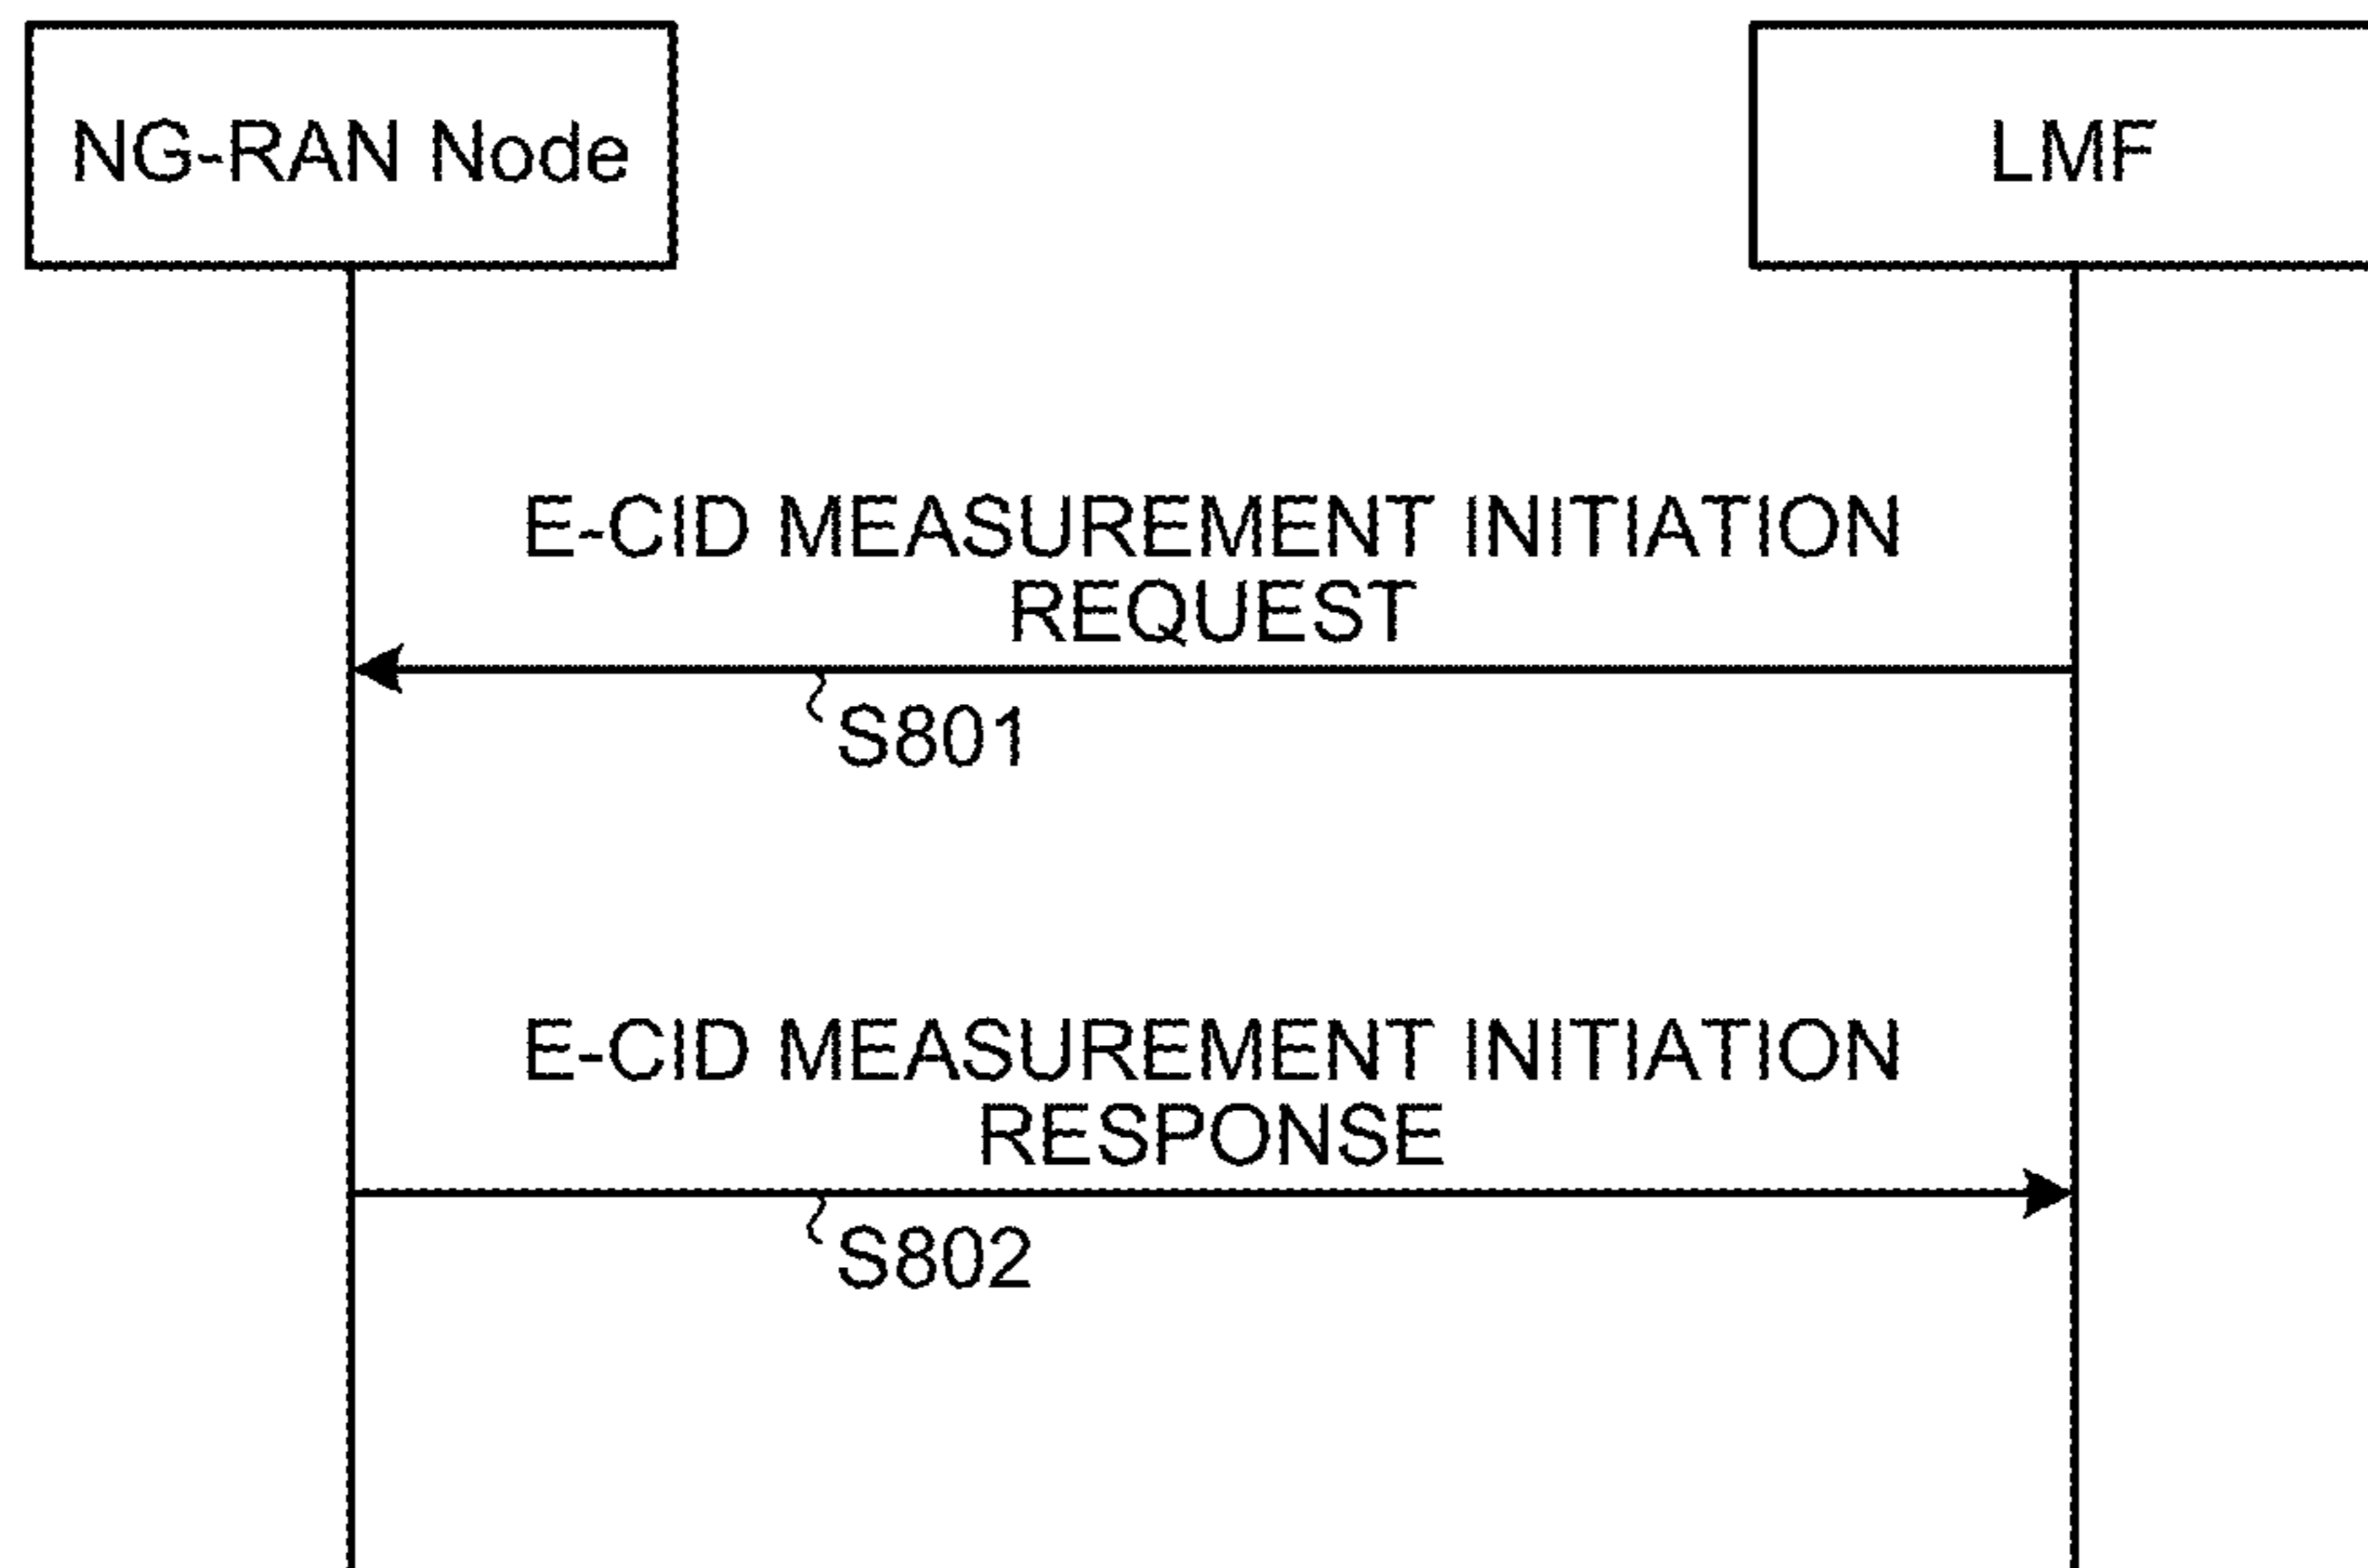 NG-RAN Node
LMF
E-CID MEASUREMENT INITIATION
REQUEST
S801
E-CID MEASUREMENT INITIATION
RESPONSE
S802